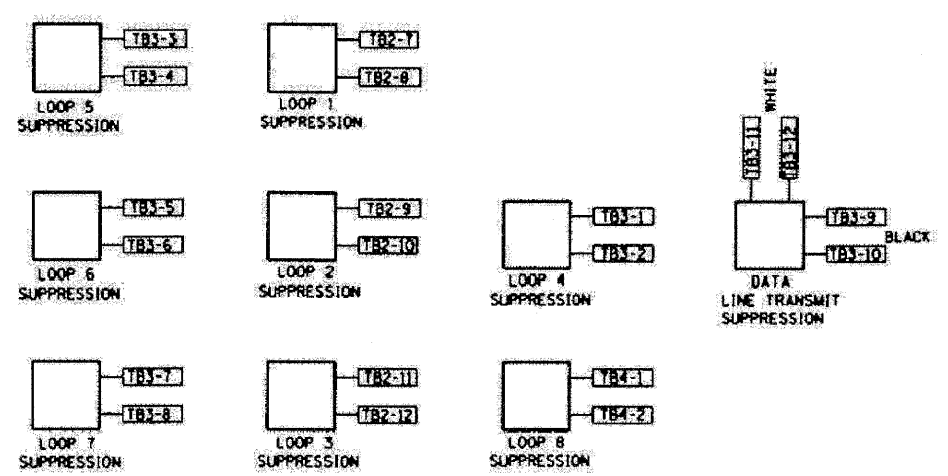 TB3-3
TB3-4
LOOP 5
SUPPRESSION
TB2-7
TB2-8
LOOP 1
SUPPRESSION
TB3-5
TB3-6
LOOP 6
SUPPRESSION
TB2-9
TB2-10
LOOP 2
SUPPRESSION
TB3-1
TB3-2
LOOP 4
SUPPRESSION
WHITE
TB3-11
TB3-12
TB3-9
BLACK
TB3-10
DATA
LINE TRANSMIT
SUPPRESSION
TB3-7
TB3-8
LOOP 7
SUPPRESSION
TB2-11
TB2-12
LOOP 3
SUPPRESSION
TB4-1
TB4-2
LOOP 8
SUPPRESSION